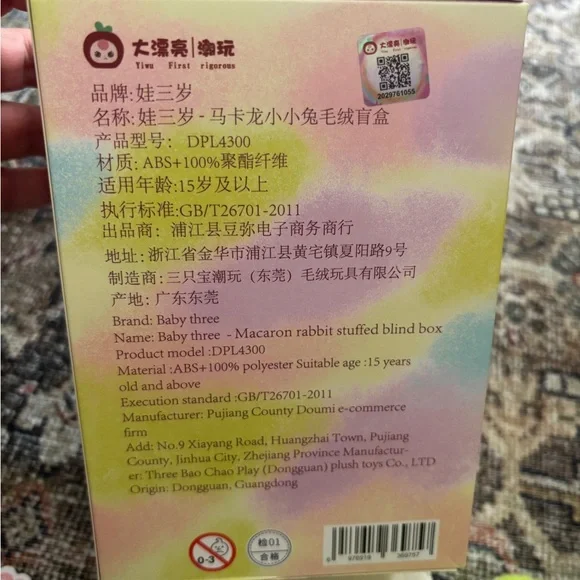 大漂亮|潮玩
Yiwu First rigorous
2029761055
品牌:娃三岁
名称:娃三岁-马卡龙小小兔毛绒盲盒
产品型号: DPL4300
材质:ABS+100%聚酯纤维
适用年龄:15岁及以上
执行标准:GB/T26701-2011
出品商:浦江县豆弥电子商务商行
地址:浙江省金华市浦江县黄宅镇夏阳路9号
制造商:三只宝潮玩(东莞)毛绒玩具有限公司
产地:广东东莞
Brand: Baby three
Name: Baby three - Macaron rabbit stuffed blind box
Product model :DPL4300
Material :ABS+100% polyester Suitable age :15 years
old and above
Execution standard :GB/T26701-2011
Manufacturer: Pujiang County Doumi e-commerce
firm
Add: No.9 Xiayang Road, Huangzhai Town, Pujiang
County, Jinhua City, Zhejiang Province Manufactur-
er: Three Bao Chao Play (Dongguan) plush toys Co., LTD
Origin: Dongguan, Guangdong
0-3
检01
合格